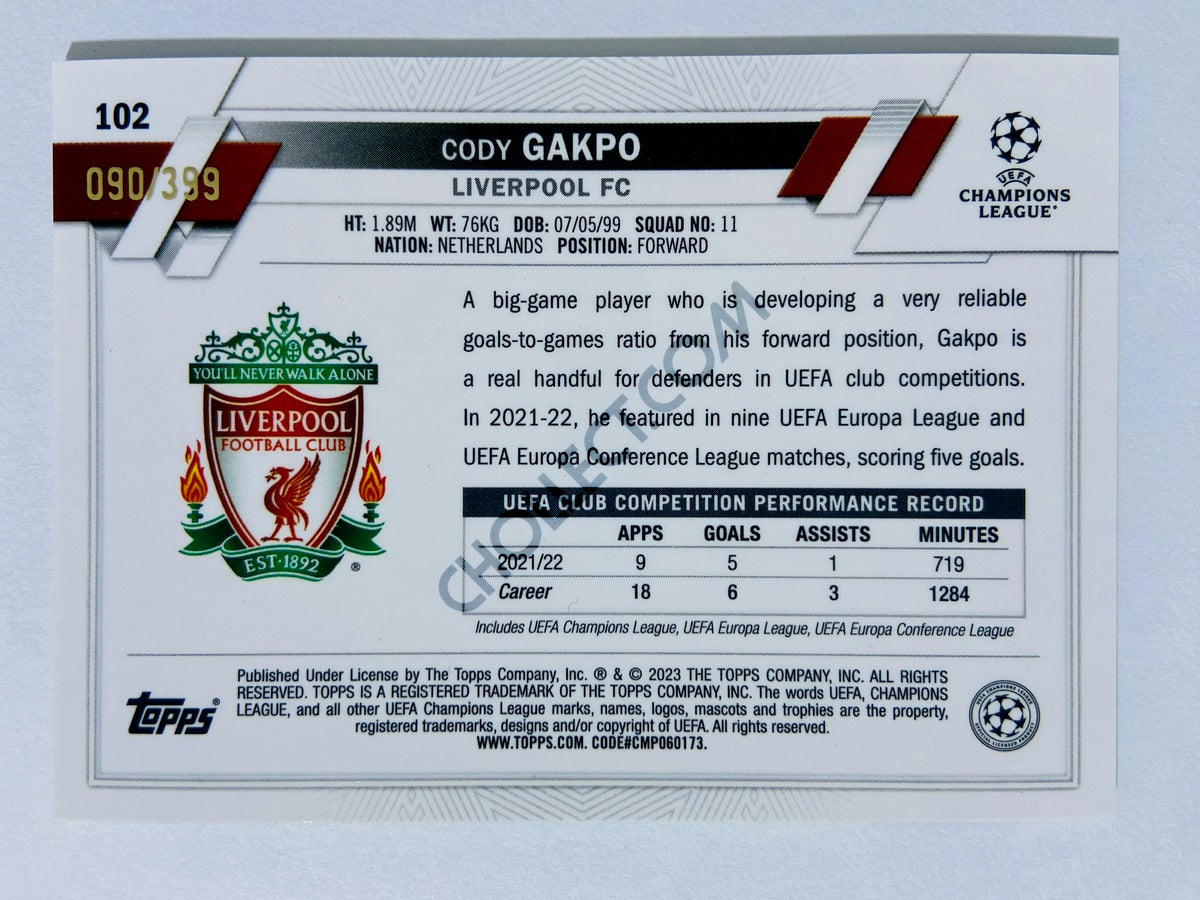 102
090/399
CODY GAKPO
LIVERPOOL FC
HT: 1.89M WT: 76KG DOB: 07/05/99 SQUAD NO: 11
NATION: NETHERLANDS POSITION: FORWARD
UEFA
CHAMPIONS
LEAGUE®
YOU'LL NEVER WALK ALONE
LIVERPOOL
FOOTBALL CLUB
EST·1892
®
A big-game player who is developing a very reliable
goals-to-games ratio from his forward position, Gakpo is
a real handful for defenders in UEFA club competitions.
In 2021-22, he featured in nine UEFA Europa League and
UEFA Europa Conference League matches, scoring five goals.
UEFA CLUB COMPETITION PERFORMANCE RECORD
APPS GOALS ASSISTS MINUTES
2021/22 9 5 1 719
Career 18 6 3 1284
Includes UEFA Champions League, UEFA Europa League, UEFA Europa Conference League
CHOLLECT.COM
topps®
Published Under License by The Topps Company, Inc. ® & © 2023 THE TOPPS COMPANY, INC. ALL RIGHTS
RESERVED. TOPPS IS A REGISTERED TRADEMARK OF THE TOPPS COMPANY, INC. The words UEFA, CHAMPIONS
LEAGUE, and all other UEFA Champions League marks, names, logos, mascots and trophies are the property,
registered trademarks, designs and/or copyright of UEFA. All rights reserved.
WWW.TOPPS.COM. CODE#CMP060173.
UEFA CHAMPIONS LEAGUE
OFFICIAL LICENSED PRODUCT